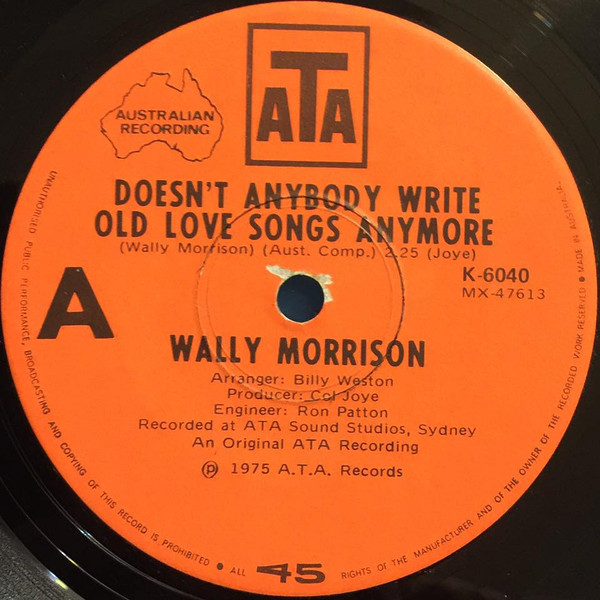 ATA
AUSTRALIAN
RECORDING
DOESN'T ANYBODY WRITE
OLD LOVE SONGS ANYMORE
(Wally Morrison) (Aust. Comp.) 2.25 (Joye)
K-6040
MX-47613
A
WALLY MORRISON
Arranger: Billy Weston
Producer: Col Joye
Engineer: Ron Patton
Recorded at ATA Sound Studios, Sydney
An Original ATA Recording
℗ 1975 A.T.A. Records
45
UNAUTHORISED PUBLIC PERFORMANCE, BROADCASTING AND COPYING OF THIS RECORD IS PROHIBITED • ALL RIGHTS OF THE MANUFACTURER AND OF THE OWNER OF THE RECORDED WORK RESERVED • MADE IN AUSTRALIA